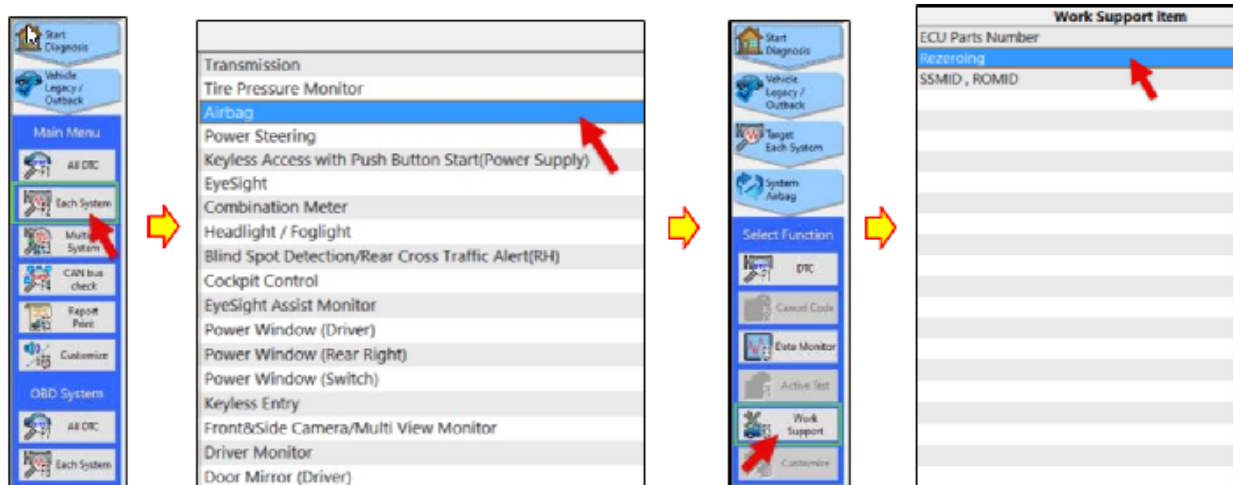 Start
Diagnosis
Vehicle
Legacy /
Outback
Main Menu
All DTC
Each System
Multi
System
CAN bus
check
Report
Print
Customize
OBD System
All DTC
Each System
Transmission
Tire Pressure Monitor
Airbag
Power Steering
Keyless Access with Push Button Start(Power Supply)
EyeSight
Combination Meter
Headlight / Foglight
Blind Spot Detection/Rear Cross Traffic Alert(RH)
Cockpit Control
EyeSight Assist Monitor
Power Window (Driver)
Power Window (Rear Right)
Power Window (Switch)
Keyless Entry
Front&Side Camera/Multi View Monitor
Driver Monitor
Door Mirror (Driver)
Start
Diagnosis
Vehicle
Legacy /
Outback
Target
Each System
System
Airbag
Select Function
DTC
Cancel Code
Data Monitor
Active Test
Work
Support
Customize
Work Support item
ECU Parts Number
Rezeroing
SSMID , ROMID